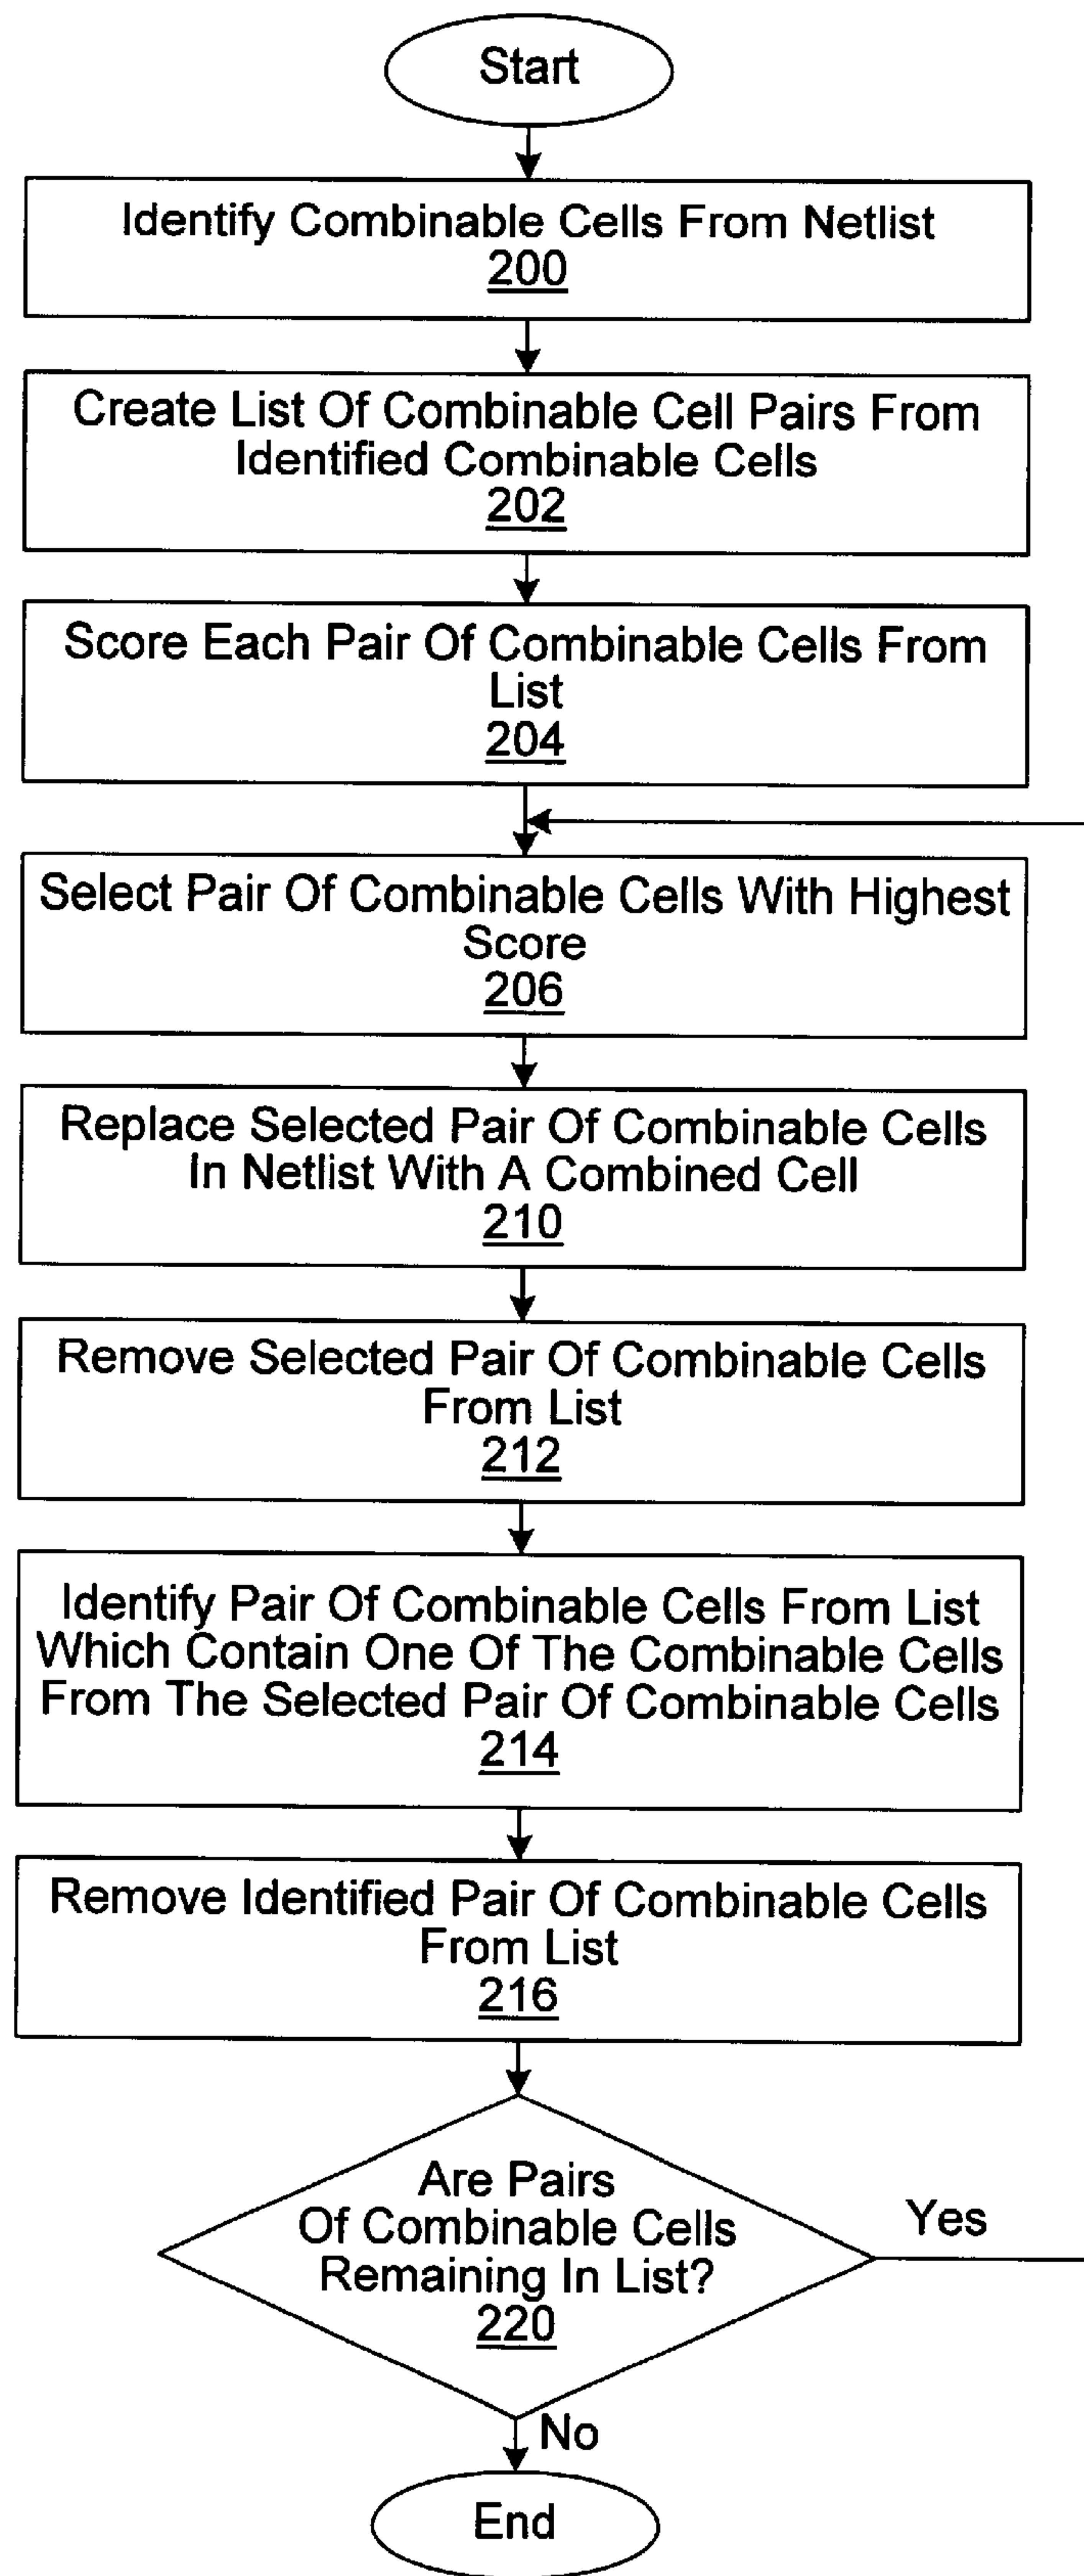 Start
Identify Combinable Cells From Netlist
200
Create List Of Combinable Cell Pairs From
Identified Combinable Cells
202
Score Each Pair Of Combinable Cells From
List
204
Select Pair Of Combinable Cells With Highest
Score
206
Replace Selected Pair Of Combinable Cells
In Netlist With A Combined Cell
210
Remove Selected Pair Of Combinable Cells
From List
212
Identify Pair Of Combinable Cells From List
Which Contain One Of The Combinable Cells
From The Selected Pair Of Combinable Cells
214
Remove Identified Pair Of Combinable Cells
From List
216
Are Pairs
Of Combinable Cells
Remaining In List?
220
Yes
No
End